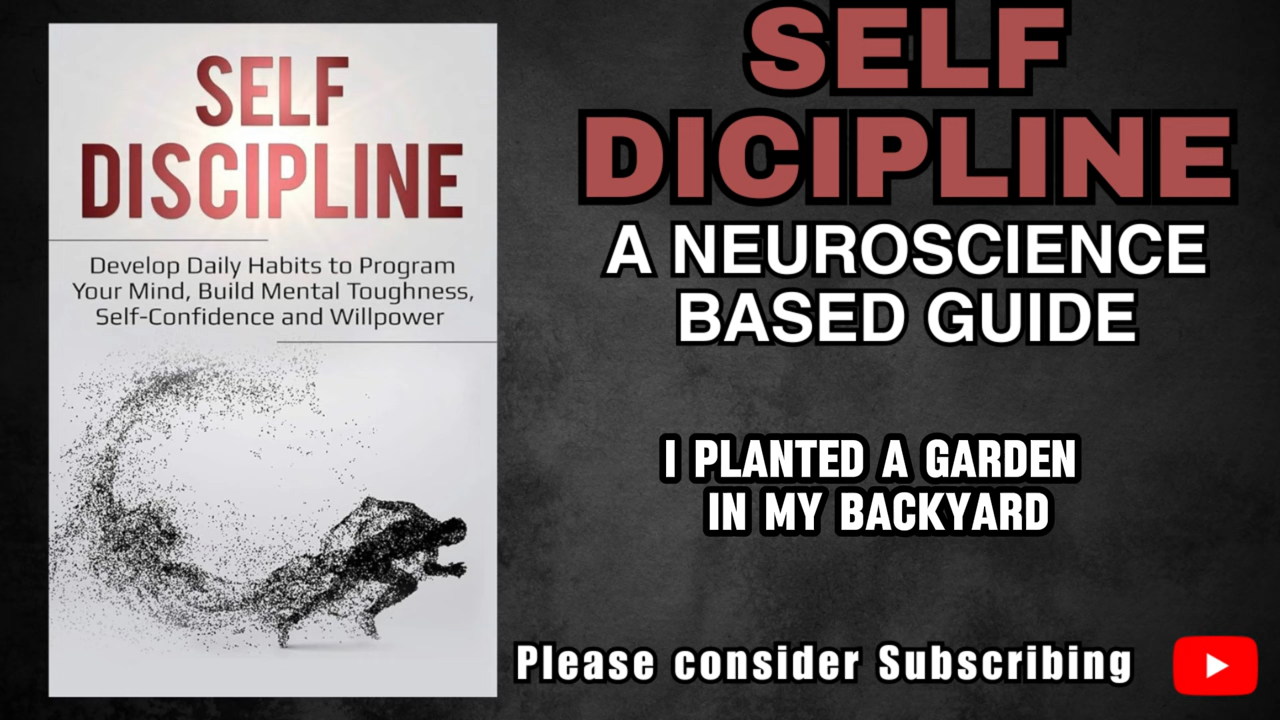 SELF
DISCIPLINE
Develop Daily Habits to Program
Your Mind, Build Mental Toughness,
Self-Confidence and Willpower
SELF
DICIPLINE
A NEUROSCIENCE
BASED GUIDE
I PLANTED A GARDEN
IN MY BACKYARD
Please consider Subscribing